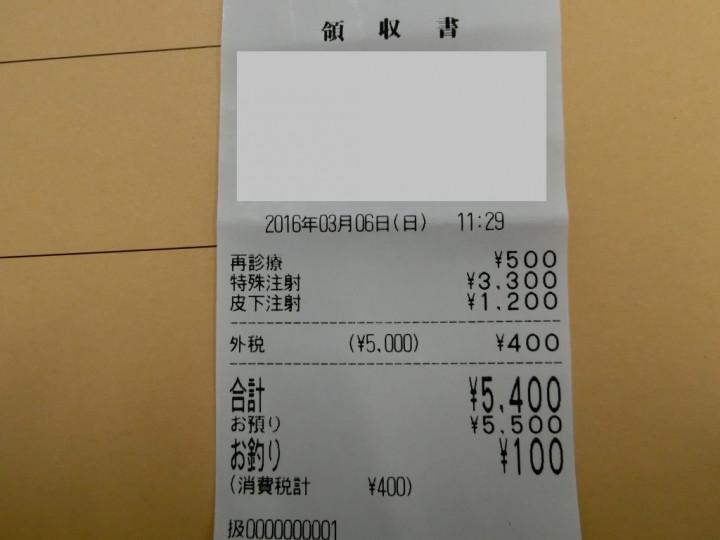 領収書
2016年03月06日(日) 11:29
再診療 ¥500
特殊注射 ¥3,300
皮下注射 ¥1,200
外税 (¥5,000) ¥400
合計 ¥5,400
お預り ¥5,500
お釣り ¥100
(消費税計 ¥400)
扱0000000001